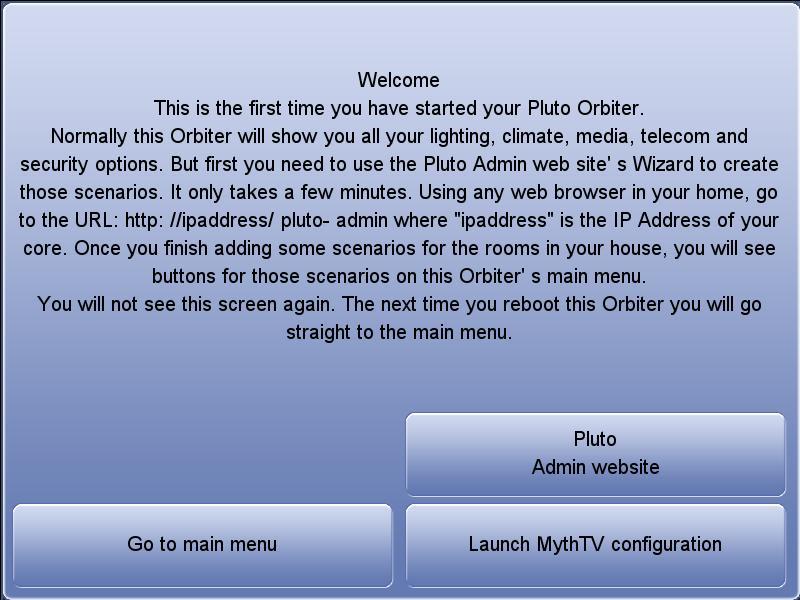 Welcome
This is the first time you have started your Pluto Orbiter.
Normally this Orbiter will show you all your lighting, climate, media, telecom and
security options. But first you need to use the Pluto Admin web site' s Wizard to create
those scenarios. It only takes a few minutes. Using any web browser in your home, go
to the URL: http: //ipaddress/ pluto- admin where "ipaddress" is the IP Address of your
core. Once you finish adding some scenarios for the rooms in your house, you will see
buttons for those scenarios on this Orbiter' s main menu.
You will not see this screen again. The next time you reboot this Orbiter you will go
straight to the main menu.
Pluto
Admin website
Go to main menu
Launch MythTV configuration